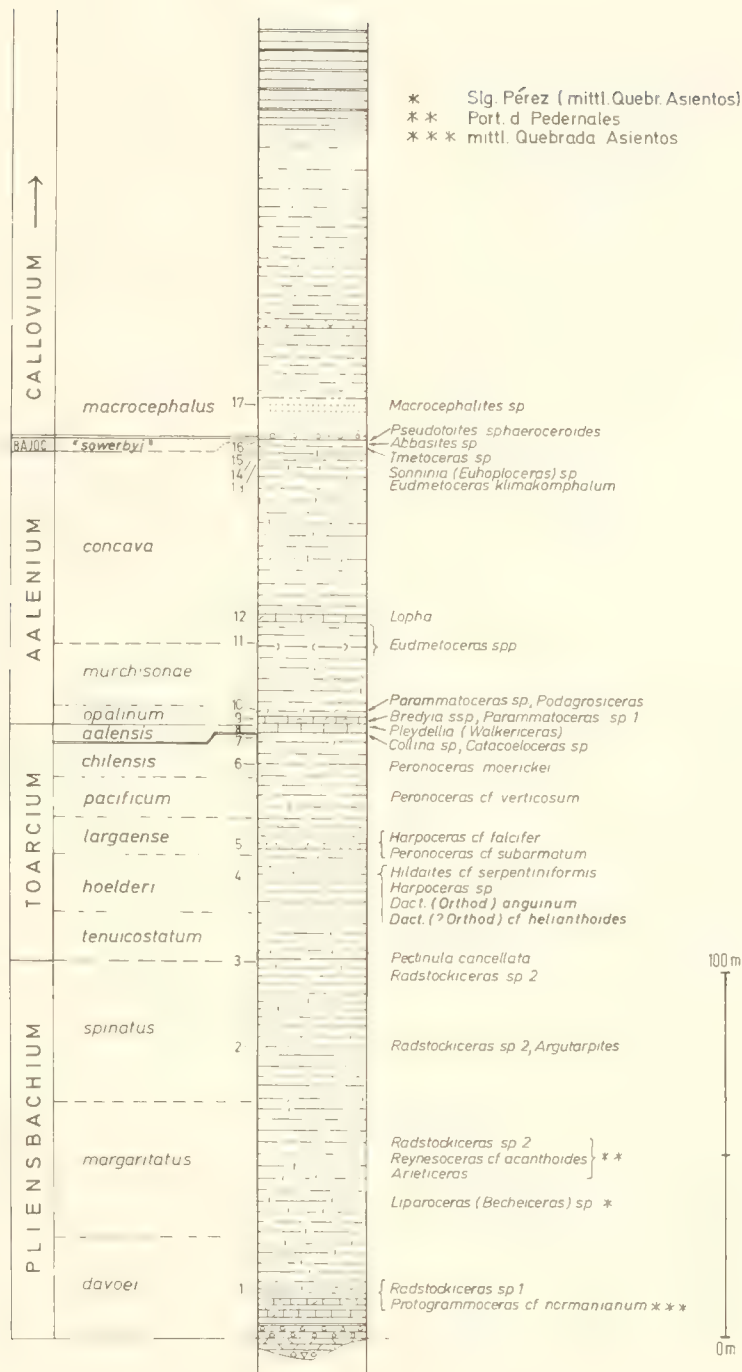 * Slg. Pérez (mittl. Quebr. Asientos)
* * Port. d Pedernales
* * * mittl. Quebrada Asientos
CALLOVIUM
macrocephalus 17 Macrocephalites sp
Pseudotoites sphaeroceroides
BAJOC "sowerbyi" 16 Abbasites sp
15 Tmetoceras sp
14 Sonninia (Euhoploceras) sp
13 Eudmetoceras klimakomphalum
AALENIUM
concava
12 Lopha
11 Eudmetoceras spp
murchisonae
10 Parammatoceras sp, Podagrosiceras
opalinum 9 Bredyia ssp, Parammatoceras sp 1
aalensis 8 Pleydellia (Walkericeras)
7 Collina sp, Catacoeloceras sp
TOARCIUM
chilensis 6 Peronoceras moerickei
pacificum Peronoceras cf verticosum
largaense 5 Harpoceras cf falcifer
Peronoceras cf subarmatum
4 Hildaites cf serpentiniformis
hoelderi Harpoceras sp
Dact. (Orthod) anguinum
Dact. (? Orthod) cf helianthoides
tenuicostatum
3 Pectinula cancellata
Radstockiceras sp 2
PLIENSBACHIUM
spinatus
2 Radstockiceras sp 2, Argutarpites
margaritatus
Radstockiceras sp 2
Reynesoceras cf acanthoides * *
Arieticeras
Liparoceras (Becheiceras) sp *
davoei 1 Radstockiceras sp 1
Protogrammoceras cf normanianum * * *
100 m
0 m